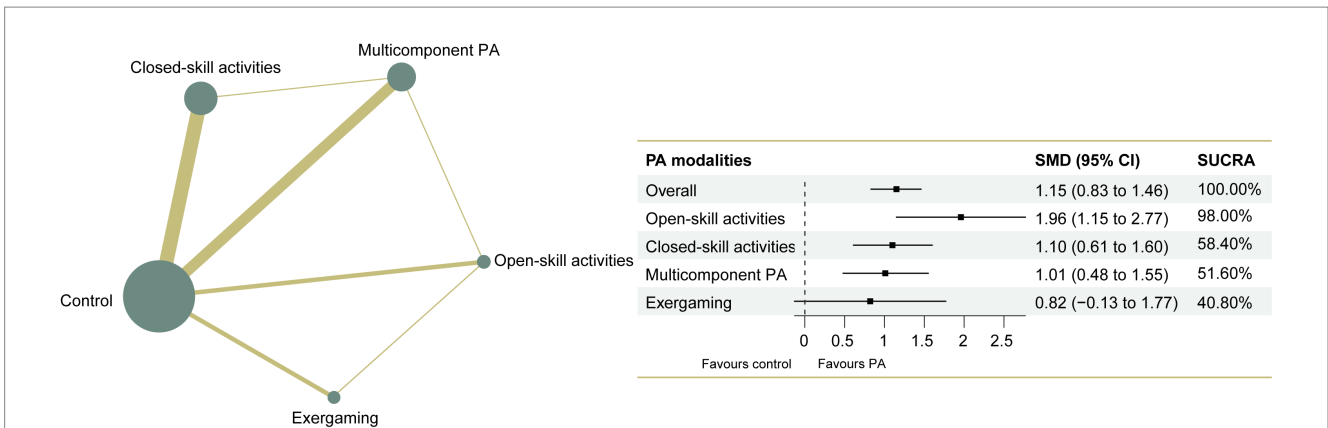 Multicomponent PA
Closed-skill activities
Open-skill activities
Control
Exergaming
PA modalities SMD (95% CI) SUCRA
Overall 1.15 (0.83 to 1.46) 100.00%
Open-skill activities 1.96 (1.15 to 2.77) 98.00%
Closed-skill activities 1.10 (0.61 to 1.60) 58.40%
Multicomponent PA 1.01 (0.48 to 1.55) 51.60%
Exergaming 0.82 (−0.13 to 1.77) 40.80%
0 0.5 1 1.5 2 2.5
Favours control Favours PA